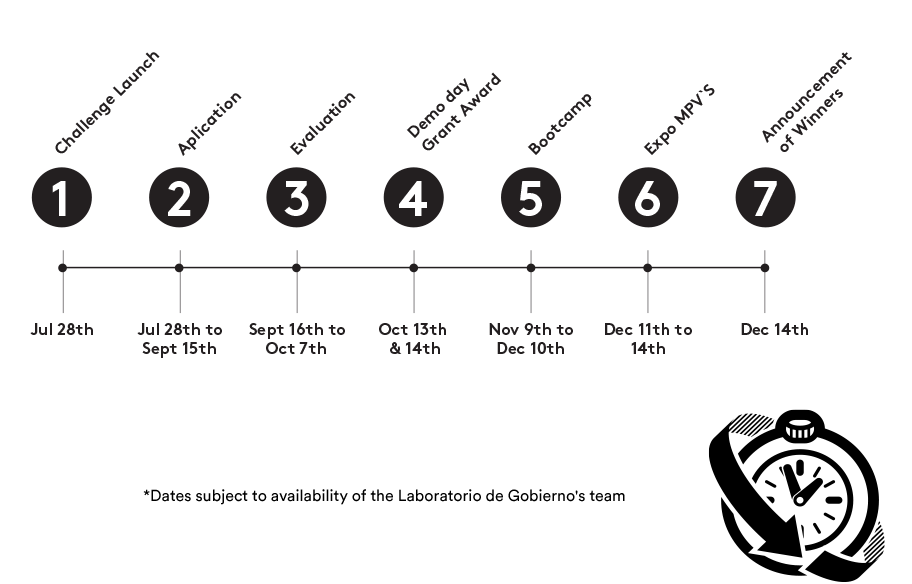 Challenge Launch
Aplication
Evaluation
Demo day
Grant Award
Bootcamp
Expo MPV`S
Announcement
of Winners
1
2
3
4
5
6
7
Jul 28th
Jul 28th to
Sept 15th
Sept 16th to
Oct 7th
Oct 13th
& 14th
Nov 9th to
Dec 10th
Dec 11th to
14th
Dec 14th
*Dates subject to availability of the Laboratorio de Gobierno's team